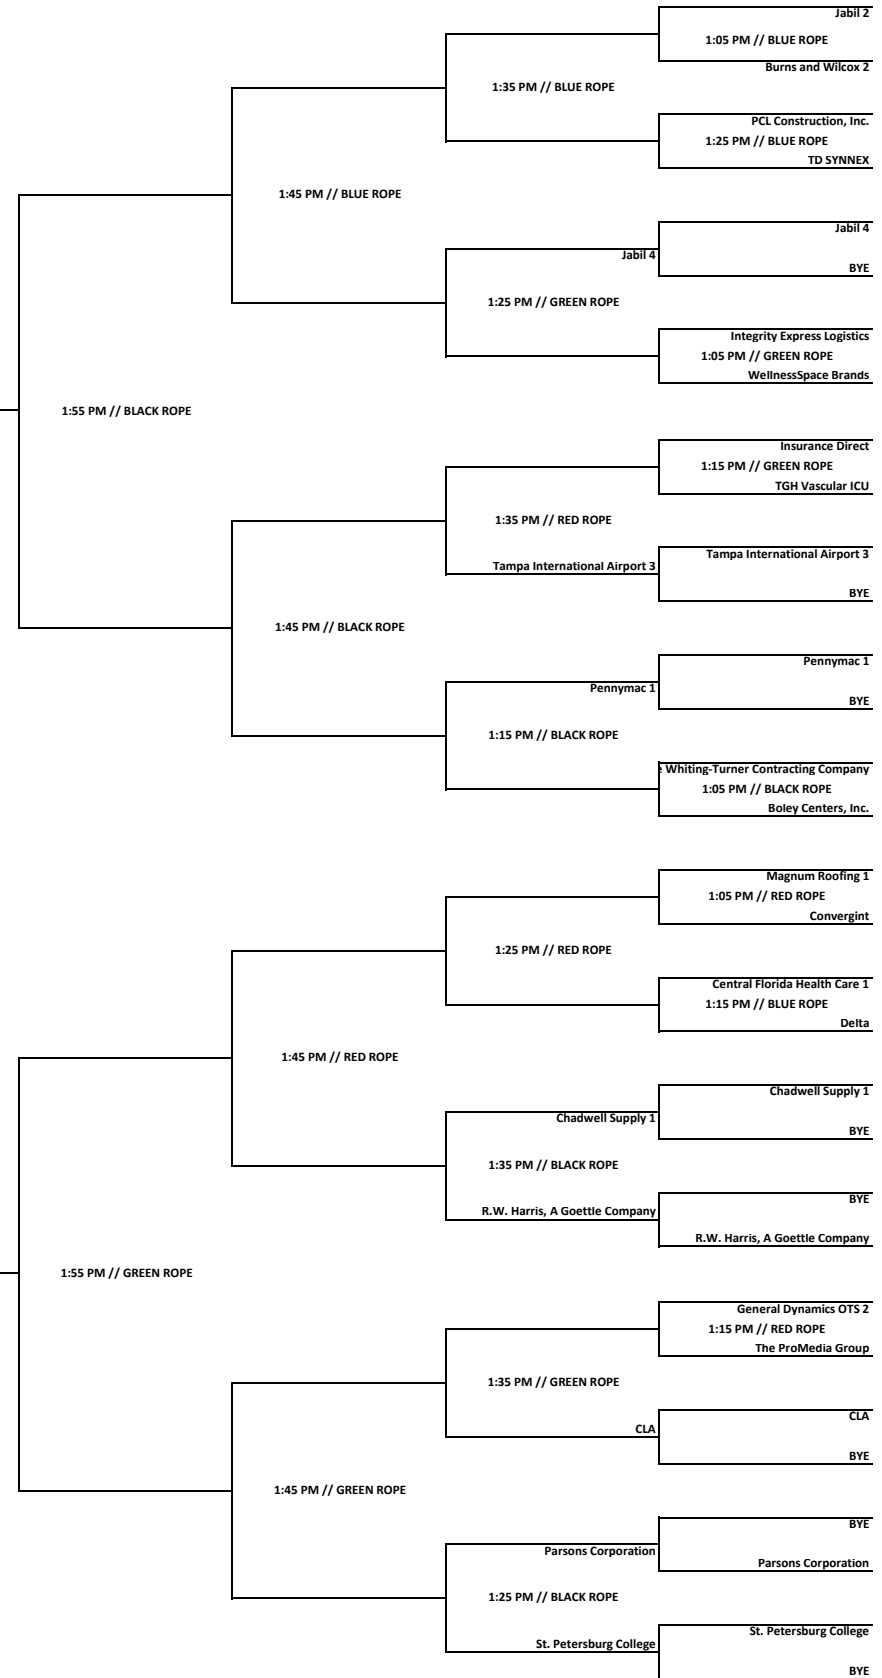 Jabil 2
1:05 PM // BLUE ROPE
Burns and Wilcox 2
1:35 PM // BLUE ROPE
PCL Construction, Inc.
1:25 PM // BLUE ROPE
TD SYNNEX
1:45 PM // BLUE ROPE
Jabil 4
Jabil 4
BYE
1:25 PM // GREEN ROPE
Integrity Express Logistics
1:05 PM // GREEN ROPE
WellnessSpace Brands
1:55 PM // BLACK ROPE
Insurance Direct
1:15 PM // GREEN ROPE
TGH Vascular ICU
1:35 PM // RED ROPE
Tampa International Airport 3
Tampa International Airport 3
BYE
1:45 PM // BLACK ROPE
Pennymac 1
Pennymac 1
BYE
1:15 PM // BLACK ROPE
Whiting-Turner Contracting Company
1:05 PM // BLACK ROPE
Boley Centers, Inc.
Magnum Roofing 1
1:05 PM // RED ROPE
Convergint
1:25 PM // RED ROPE
Central Florida Health Care 1
1:15 PM // BLUE ROPE
Delta
1:45 PM // RED ROPE
Chadwell Supply 1
Chadwell Supply 1
BYE
1:35 PM // BLACK ROPE
BYE
R.W. Harris, A Goettle Company
R.W. Harris, A Goettle Company
1:55 PM // GREEN ROPE
General Dynamics OTS 2
1:15 PM // RED ROPE
The ProMedia Group
1:35 PM // GREEN ROPE
CLA
CLA
BYE
1:45 PM // GREEN ROPE
BYE
Parsons Corporation
Parsons Corporation
1:25 PM // BLACK ROPE
St. Petersburg College
St. Petersburg College
BYE